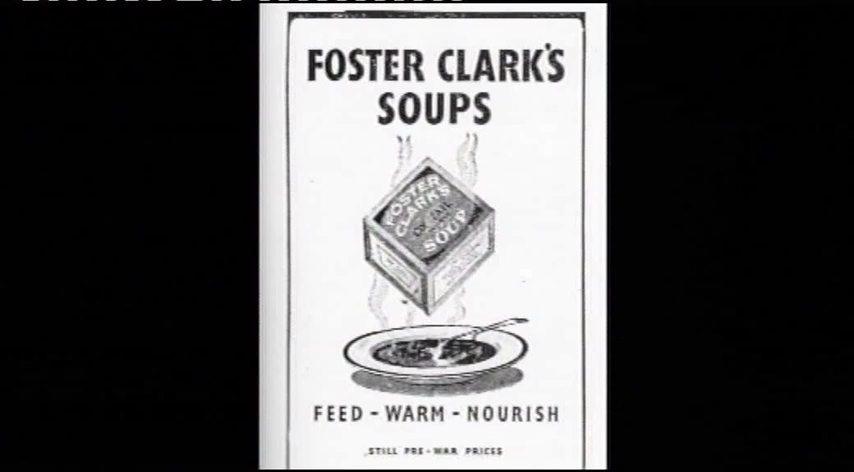 FOSTER CLARK'S
SOUPS
FOSTER
CLARK'S
SOUP
FEED - WARM - NOURISH
STILL PRE-WAR PRICES